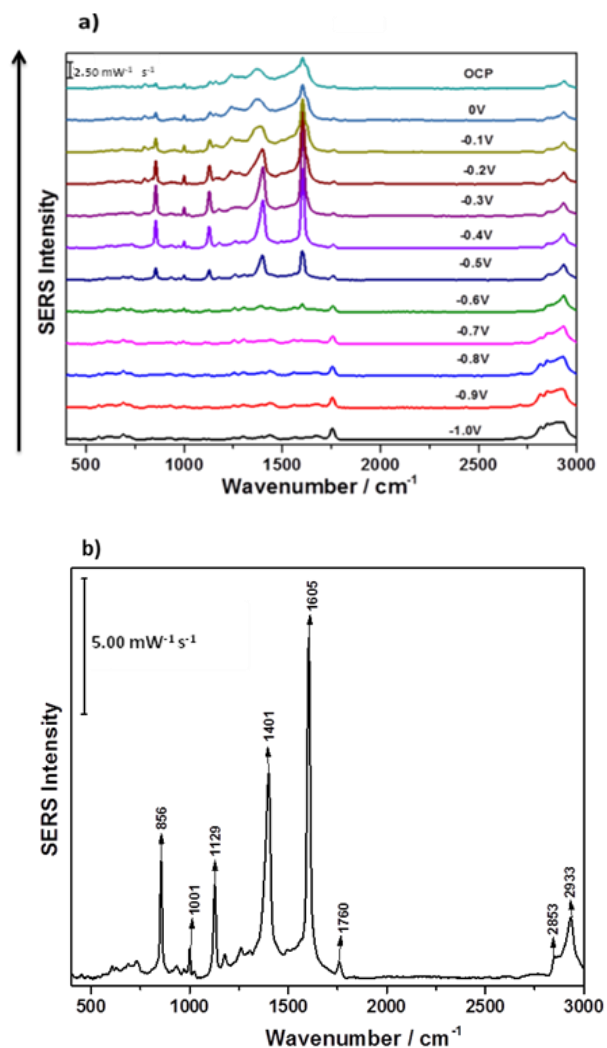 a)
2.50 mW⁻¹ s⁻¹
OCP
0V
-0.1V
-0.2V
-0.3V
-0.4V
-0.5V
-0.6V
-0.7V
-0.8V
-0.9V
-1.0V
SERS Intensity
500 1000 1500 2000 2500 3000
Wavenumber / cm⁻¹
b)
5.00 mW⁻¹ s⁻¹
856
1001
1129
1401
1605
1760
2853
2933
SERS Intensity
500 1000 1500 2000 2500 3000
Wavenumber / cm⁻¹